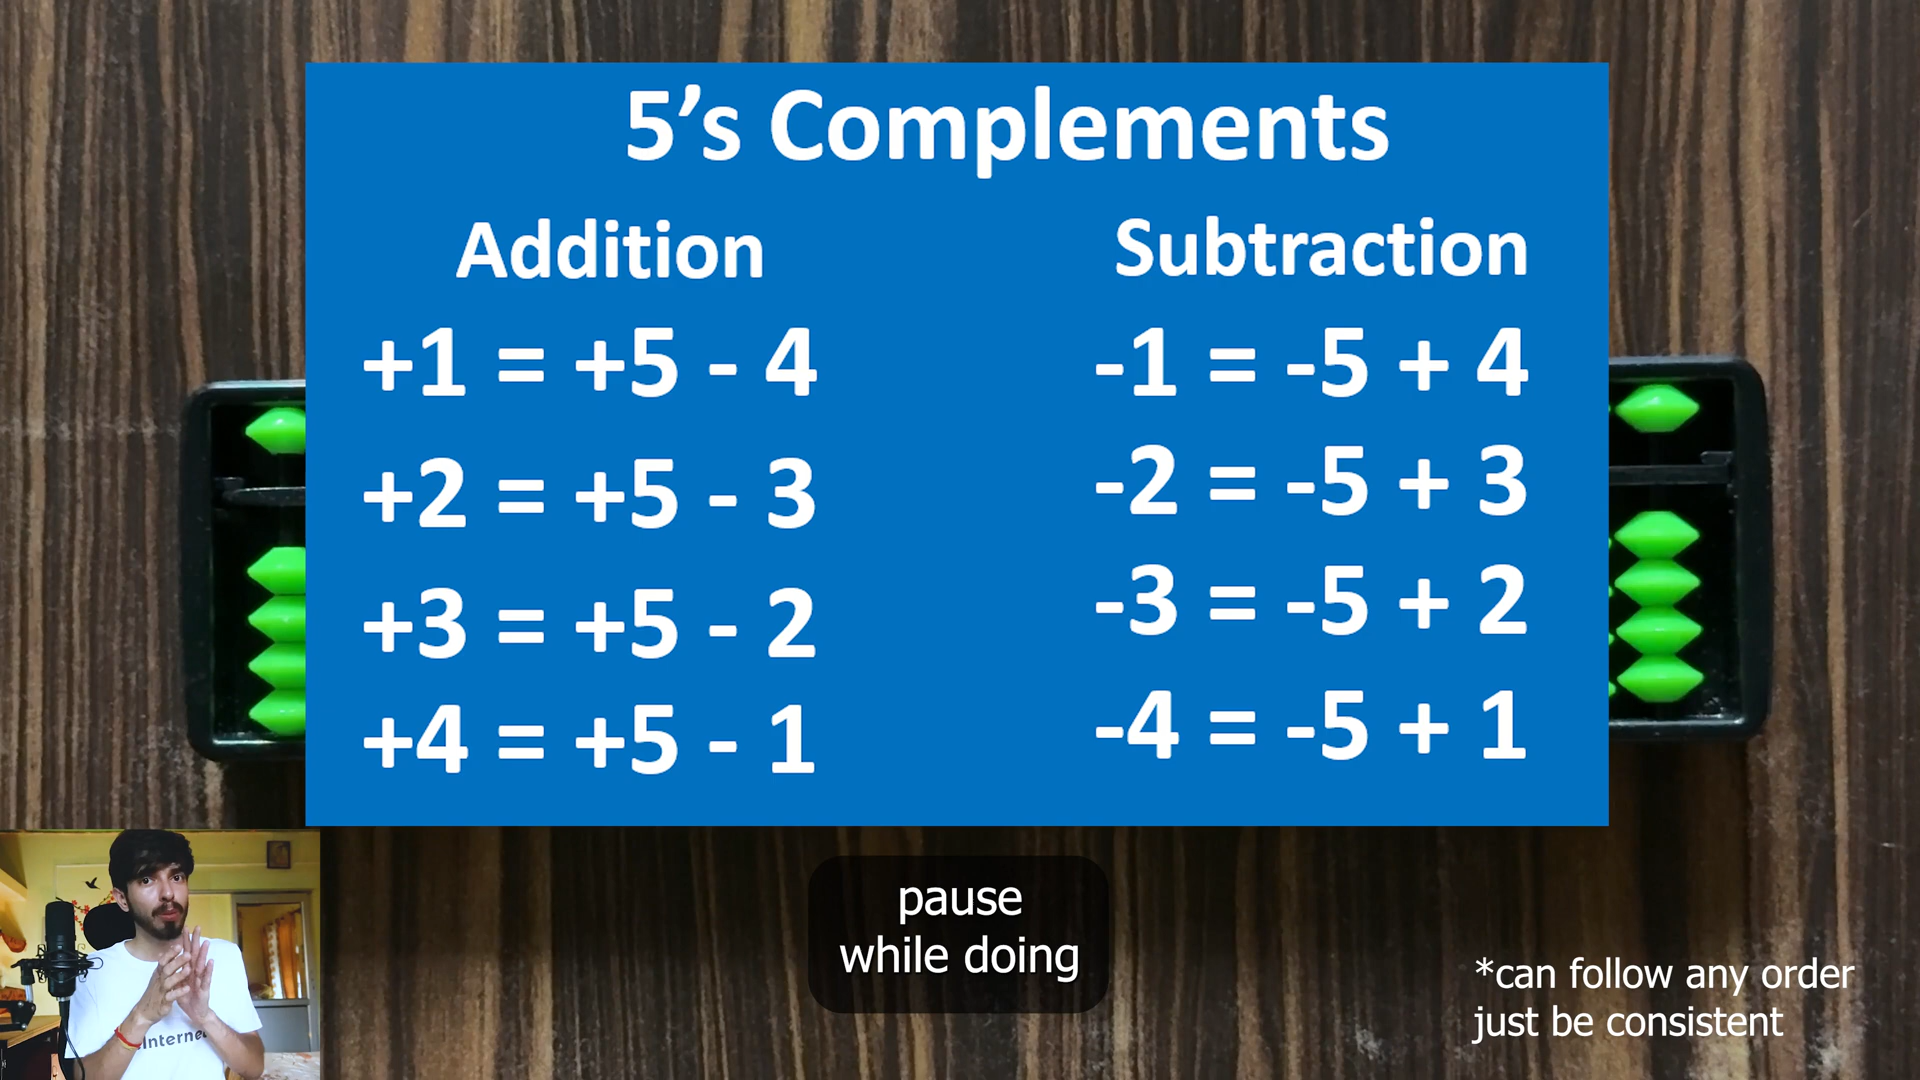 5’s Complements
Addition
Subtraction
+1 = +5 - 4
-1 = -5 + 4
+2 = +5 - 3
-2 = -5 + 3
+3 = +5 - 2
-3 = -5 + 2
+4 = +5 - 1
-4 = -5 + 1
pause
while doing
*can follow any order
just be consistent
Internet